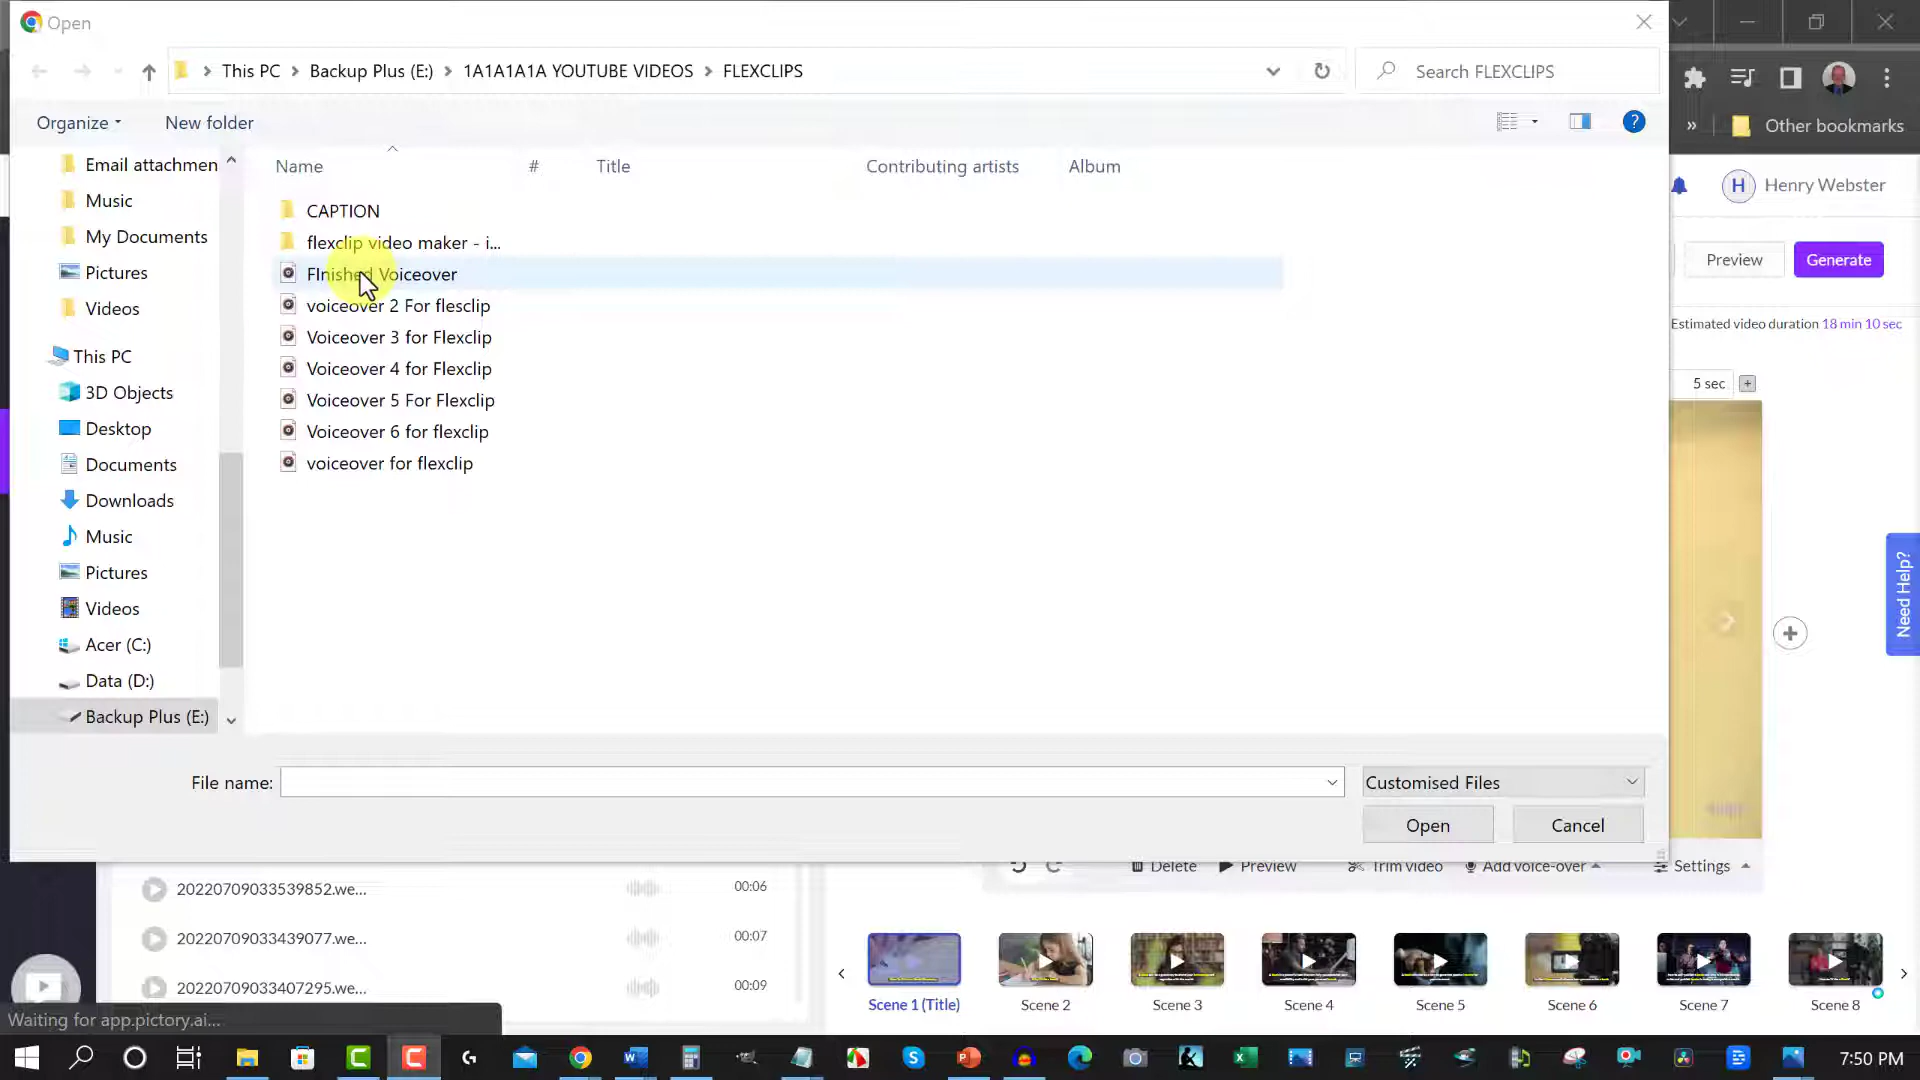 Open
This PC > Backup Plus (E:) > 1A1A1A1A YOUTUBE VIDEOS > FLEXCLIPS
Search FLEXCLIPS
Organize
New folder
Other bookmarks
Email attachmen
Music
My Documents
Pictures
Videos
This PC
3D Objects
Desktop
Documents
Downloads
Music
Pictures
Videos
Acer (C:)
Data (D:)
Backup Plus (E:)
Name # Title Contributing artists Album
CAPTION
flexclip video maker - i...
FInished Voiceover
voiceover 2 For flesclip
Voiceover 3 for Flexclip
Voiceover 4 for Flexclip
Voiceover 5 For Flexclip
Voiceover 6 for flexclip
voiceover for flexclip
H Henry Webster
Preview Generate
Estimated video duration 18 min 10 sec
5 sec +
Need Help?
File name:
Customised Files
Open Cancel
Delete Preview Trim video Add voice-over Settings
20220709033539852.we... 00:06
20220709033439077.we... 00:07
20220709033407295.we... 00:09
Scene 1 (Title) Scene 2 Scene 3 Scene 4 Scene 5 Scene 6 Scene 7 Scene 8
Waiting for app.pictory.ai...
7:50 PM